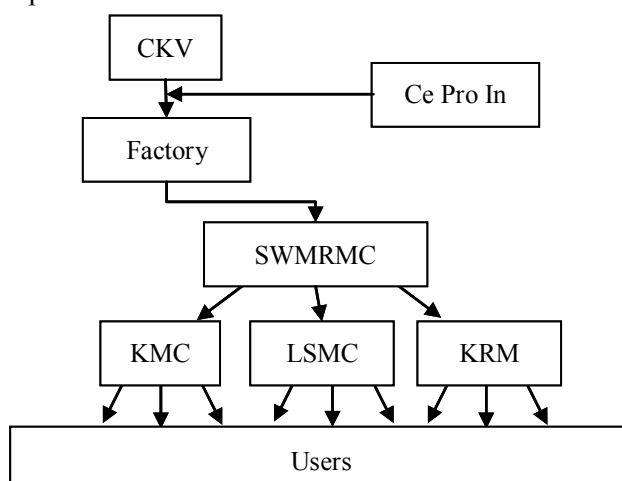 CKV
Ce Pro In
Factory
SWMRMC
KMC LSMC KRM
Users